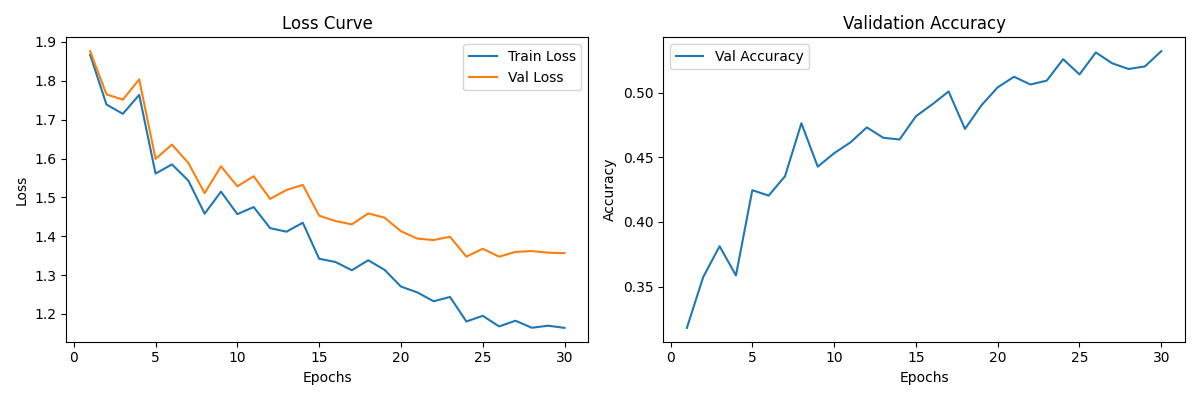 Loss Curve
1.9
1.8
1.7
1.6
1.5
1.4
1.3
1.2
Loss
Train Loss
Val Loss
0 5 10 15 20 25 30
Epochs
Validation Accuracy
Val Accuracy
0.50
0.45
0.40
0.35
Accuracy
0 5 10 15 20 25 30
Epochs